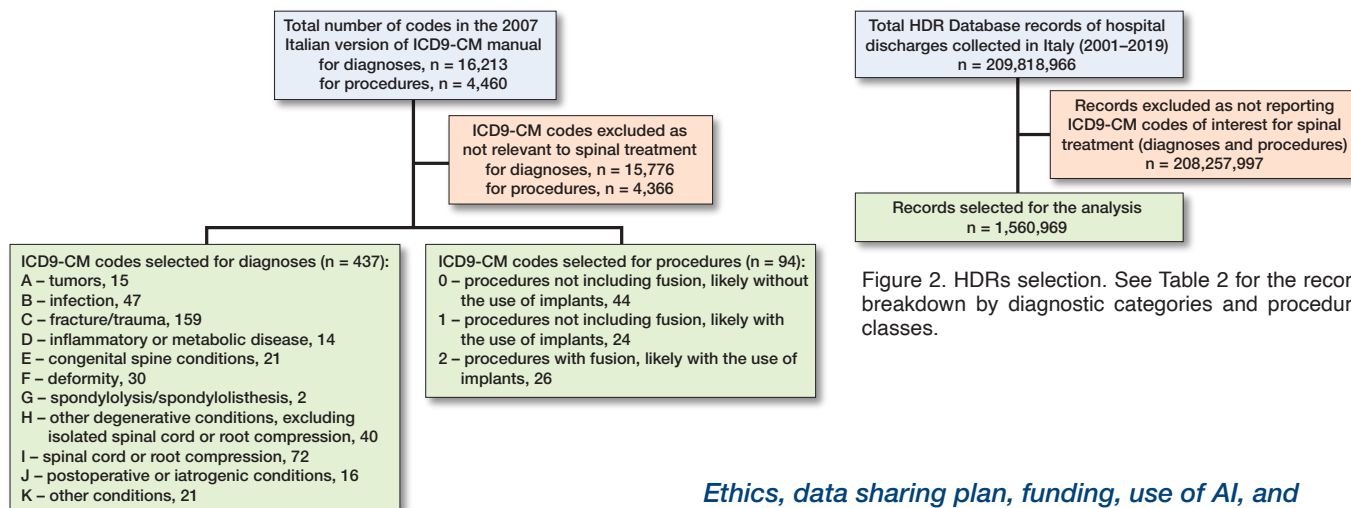 Total number of codes in the 2007
Italian version of ICD9-CM manual
for diagnoses, n = 16,213
for procedures, n = 4,460
ICD9-CM codes excluded as
not relevant to spinal treatment
for diagnoses, n = 15,776
for procedures, n = 4,366
ICD9-CM codes selected for diagnoses (n = 437):
A – tumors, 15
B – infection, 47
C – fracture/trauma, 159
D – inflammatory or metabolic disease, 14
E – congenital spine conditions, 21
F – deformity, 30
G – spondylolysis/spondylolisthesis, 2
H – other degenerative conditions, excluding
isolated spinal cord or root compression, 40
I – spinal cord or root compression, 72
J – postoperative or iatrogenic conditions, 16
K – other conditions, 21
ICD9-CM codes selected for procedures (n = 94):
0 – procedures not including fusion, likely without
the use of implants, 44
1 – procedures not including fusion, likely with
the use of implants, 24
2 – procedures with fusion, likely with the use of
implants, 26
Total HDR Database records of hospital
discharges collected in Italy (2001–2019)
n = 209,818,966
Records excluded as not reporting
ICD9-CM codes of interest for spinal
treatment (diagnoses and procedures)
n = 208,257,997
Records selected for the analysis
n = 1,560,969
Figure 2. HDRs selection. See Table 2 for the recor
breakdown by diagnostic categories and procedur
classes.
Ethics, data sharing plan, funding, use of AI, and